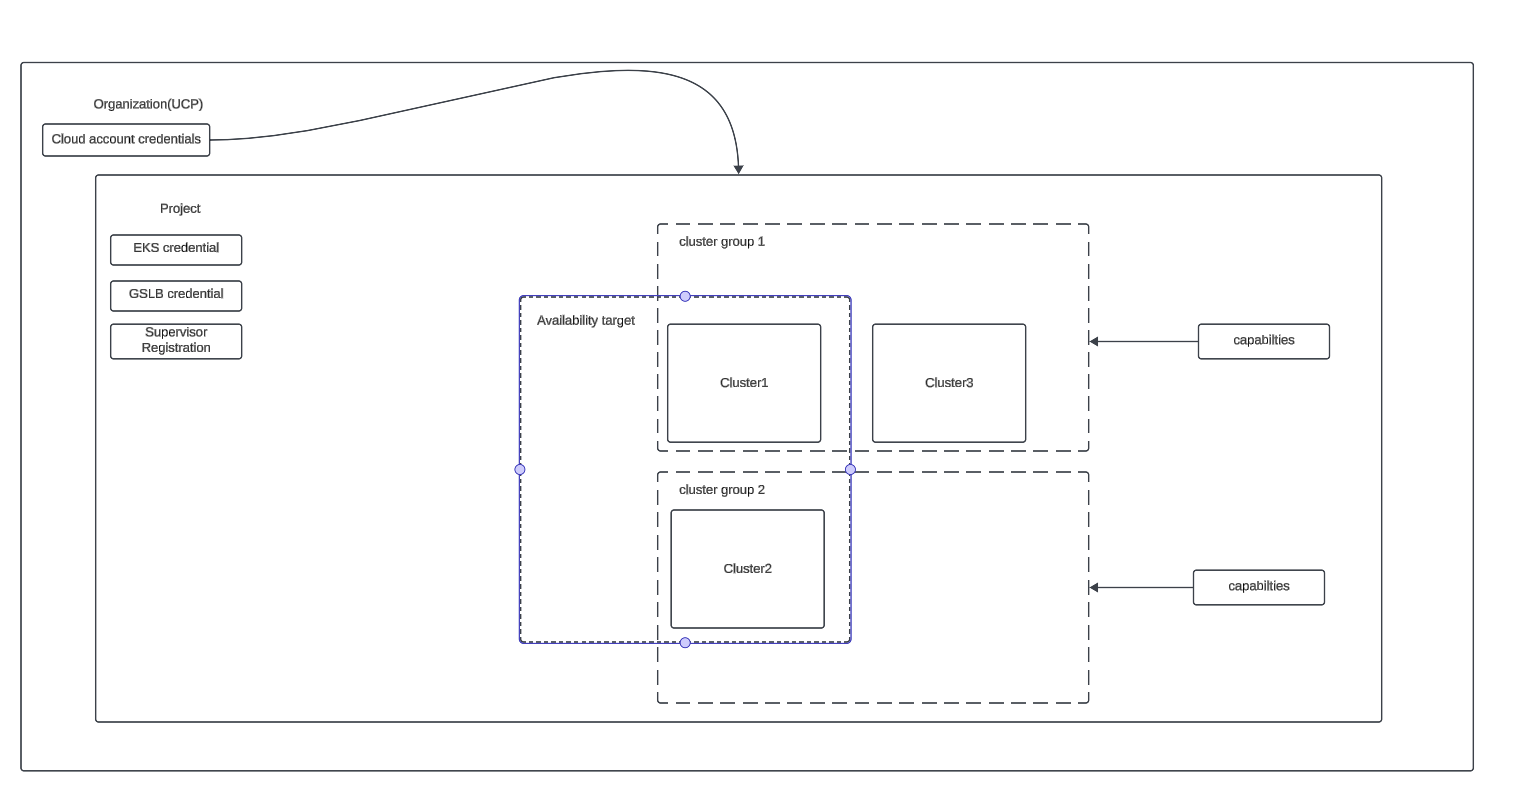 Organization(UCP)
Cloud account credentials
Project
EKS credential
GSLB credential
Supervisor
Registration
cluster group 1
Availability target
Cluster1
Cluster3
capabilties
cluster group 2
Cluster2
capabilties